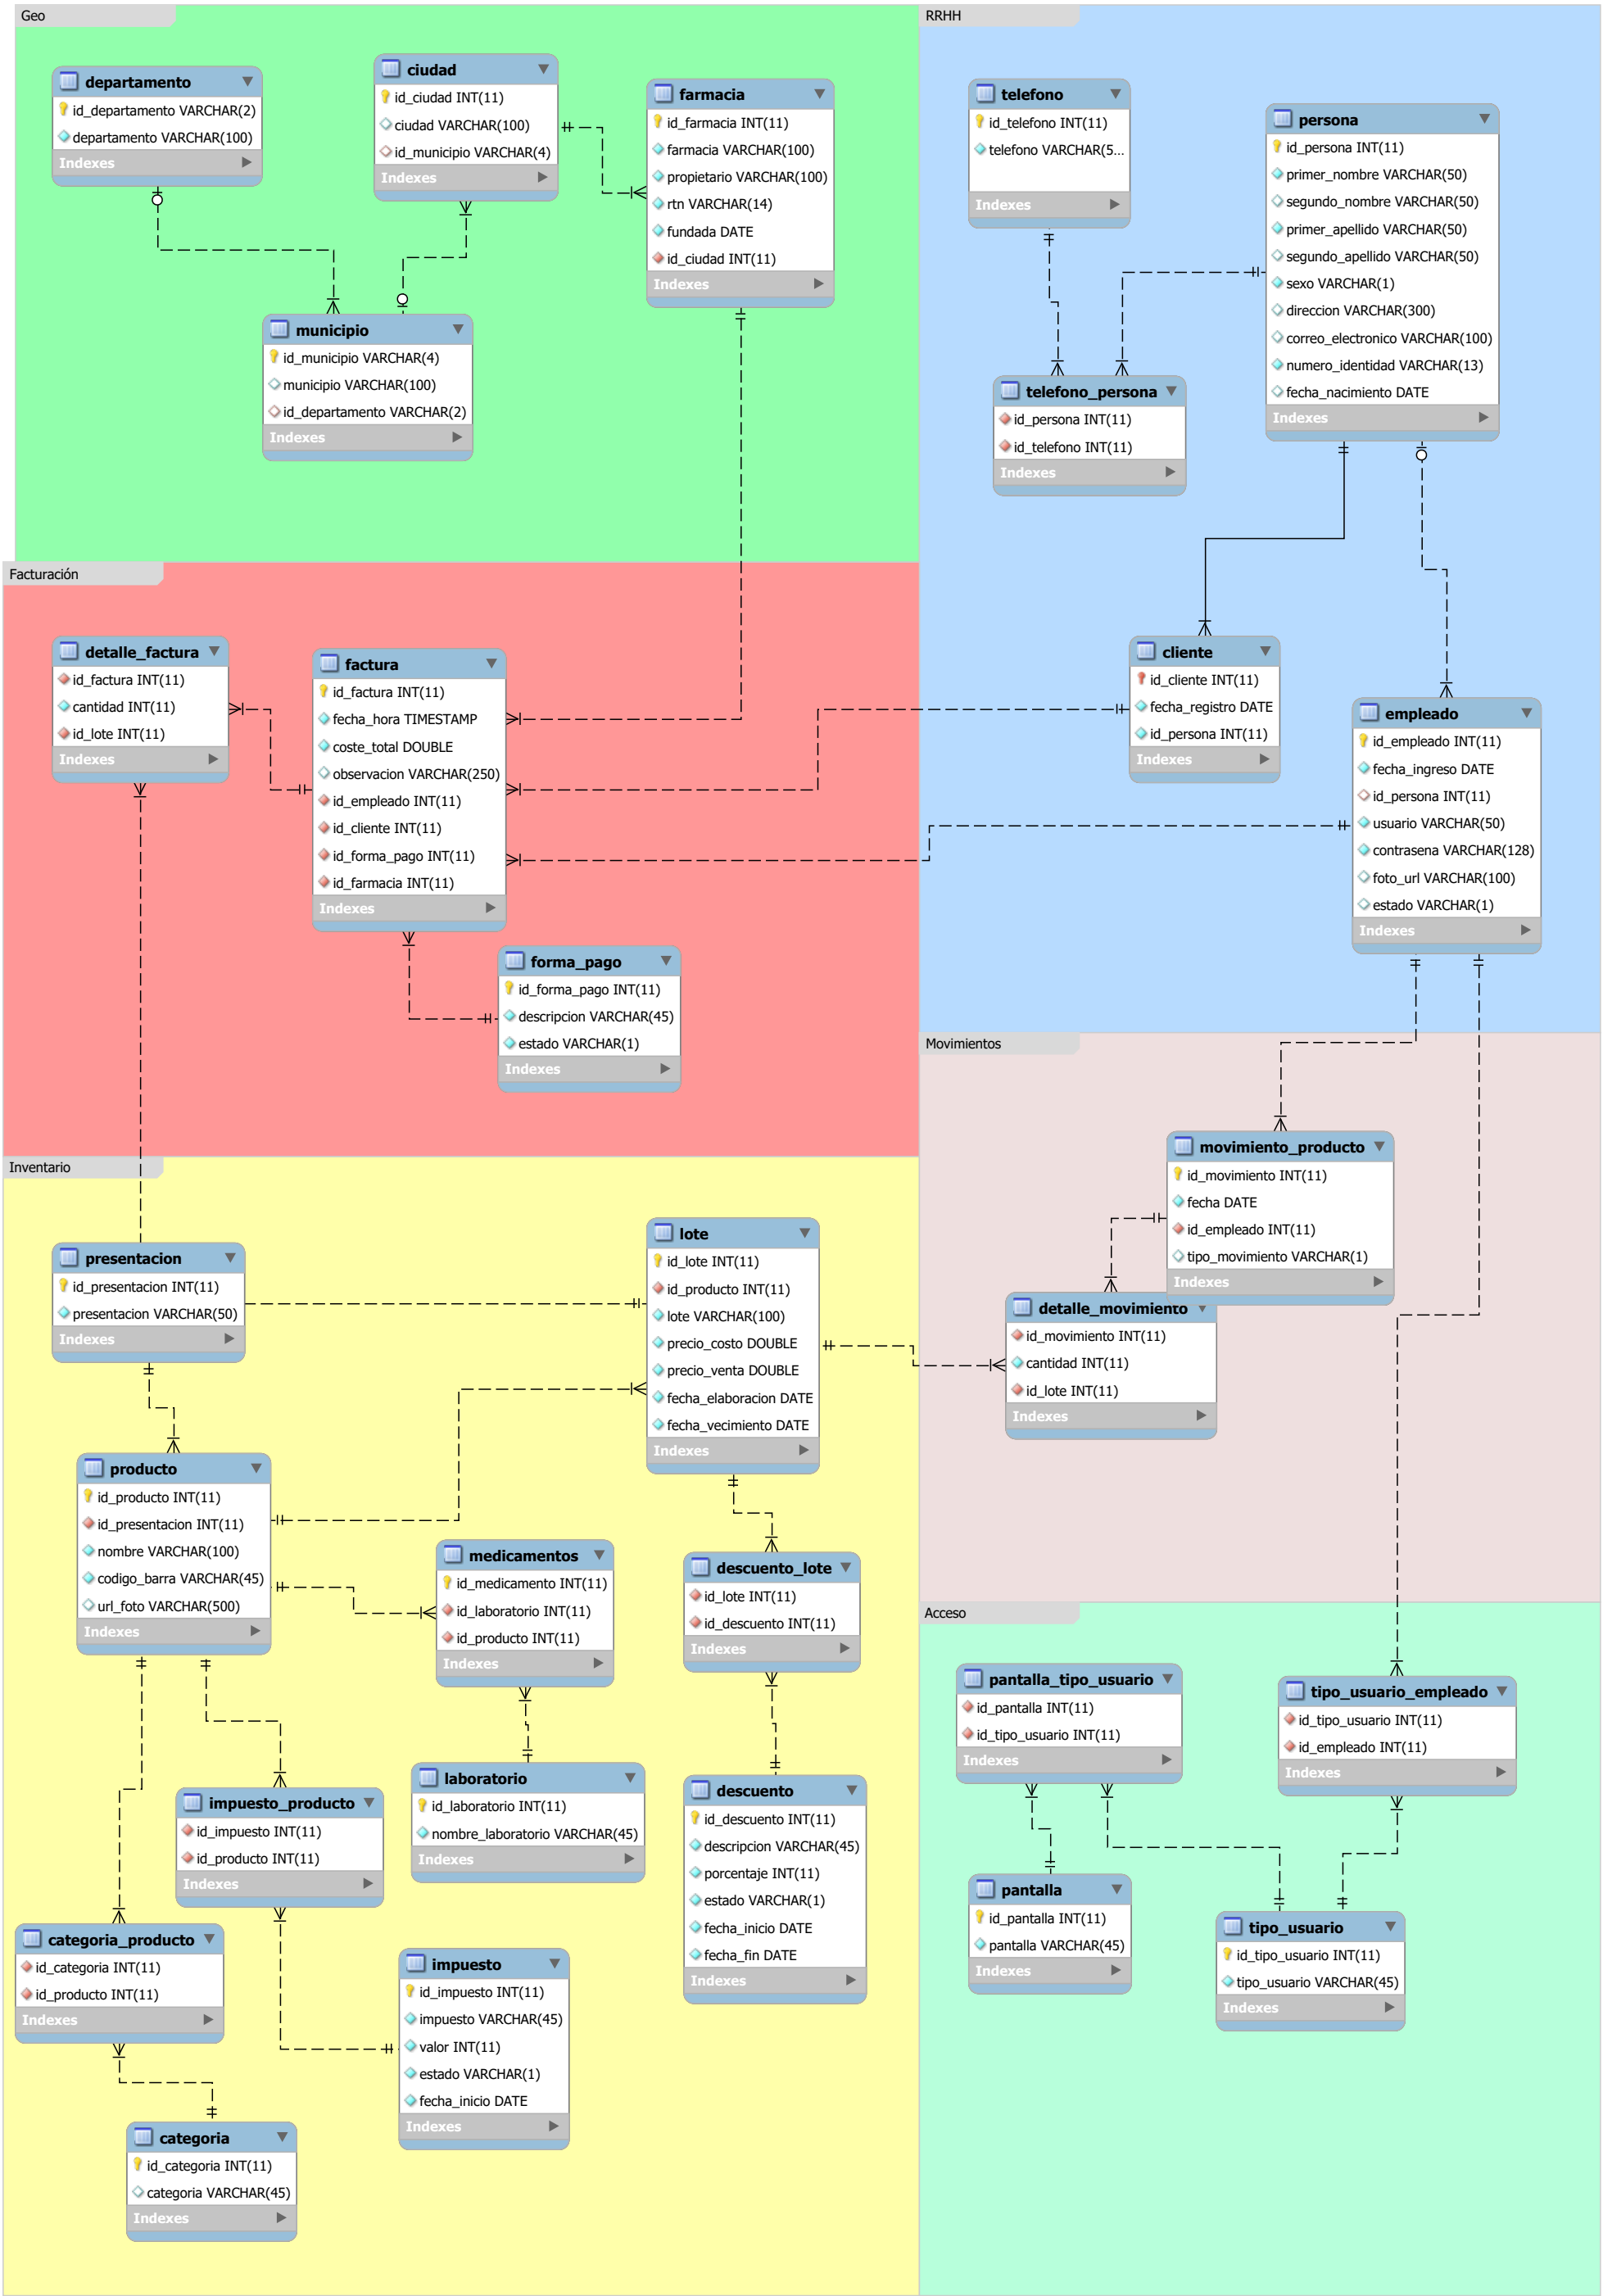 Geo
departamento
id_departamento VARCHAR(2)
departamento VARCHAR(100)
Indexes
ciudad
id_ciudad INT(11)
ciudad VARCHAR(100)
id_municipio VARCHAR(4)
Indexes
farmacia
id_farmacia INT(11)
farmacia VARCHAR(100)
propietario VARCHAR(100)
rtn VARCHAR(14)
fundada DATE
id_ciudad INT(11)
Indexes
municipio
id_municipio VARCHAR(4)
municipio VARCHAR(100)
id_departamento VARCHAR(2)
Indexes
RRHH
telefono
id_telefono INT(11)
telefono VARCHAR(5...
Indexes
persona
id_persona INT(11)
primer_nombre VARCHAR(50)
segundo_nombre VARCHAR(50)
primer_apellido VARCHAR(50)
segundo_apellido VARCHAR(50)
sexo VARCHAR(1)
direccion VARCHAR(300)
correo_electronico VARCHAR(100)
numero_identidad VARCHAR(13)
fecha_nacimiento DATE
Indexes
telefono_persona
id_persona INT(11)
id_telefono INT(11)
Indexes
cliente
id_cliente INT(11)
fecha_registro DATE
id_persona INT(11)
Indexes
empleado
id_empleado INT(11)
fecha_ingreso DATE
id_persona INT(11)
usuario VARCHAR(50)
contrasena VARCHAR(128)
foto_url VARCHAR(100)
estado VARCHAR(1)
Indexes
Facturación
detalle_factura
id_factura INT(11)
cantidad INT(11)
id_lote INT(11)
Indexes
factura
id_factura INT(11)
fecha_hora TIMESTAMP
coste_total DOUBLE
observacion VARCHAR(250)
id_empleado INT(11)
id_cliente INT(11)
id_forma_pago INT(11)
id_farmacia INT(11)
Indexes
forma_pago
id_forma_pago INT(11)
descripcion VARCHAR(45)
estado VARCHAR(1)
Indexes
Movimientos
movimiento_producto
id_movimiento INT(11)
fecha DATE
id_empleado INT(11)
tipo_movimiento VARCHAR(1)
Indexes
detalle_movimiento
id_movimiento INT(11)
cantidad INT(11)
id_lote INT(11)
Indexes
Inventario
presentacion
id_presentacion INT(11)
presentacion VARCHAR(50)
Indexes
lote
id_lote INT(11)
id_producto INT(11)
lote VARCHAR(100)
precio_costo DOUBLE
precio_venta DOUBLE
fecha_elaboracion DATE
fecha_vecimiento DATE
Indexes
producto
id_producto INT(11)
id_presentacion INT(11)
nombre VARCHAR(100)
codigo_barra VARCHAR(45)
url_foto VARCHAR(500)
Indexes
medicamentos
id_medicamento INT(11)
id_laboratorio INT(11)
id_producto INT(11)
Indexes
descuento_lote
id_lote INT(11)
id_descuento INT(11)
Indexes
laboratorio
id_laboratorio INT(11)
nombre_laboratorio VARCHAR(45)
Indexes
descuento
id_descuento INT(11)
descripcion VARCHAR(45)
porcentaje INT(11)
estado VARCHAR(1)
fecha_inicio DATE
fecha_fin DATE
Indexes
impuesto_producto
id_impuesto INT(11)
id_producto INT(11)
Indexes
categoria_producto
id_categoria INT(11)
id_producto INT(11)
Indexes
impuesto
id_impuesto INT(11)
impuesto VARCHAR(45)
valor INT(11)
estado VARCHAR(1)
fecha_inicio DATE
Indexes
categoria
id_categoria INT(11)
categoria VARCHAR(45)
Indexes
Acceso
pantalla_tipo_usuario
id_pantalla INT(11)
id_tipo_usuario INT(11)
Indexes
tipo_usuario_empleado
id_tipo_usuario INT(11)
id_empleado INT(11)
Indexes
pantalla
id_pantalla INT(11)
pantalla VARCHAR(45)
Indexes
tipo_usuario
id_tipo_usuario INT(11)
tipo_usuario VARCHAR(45)
Indexes